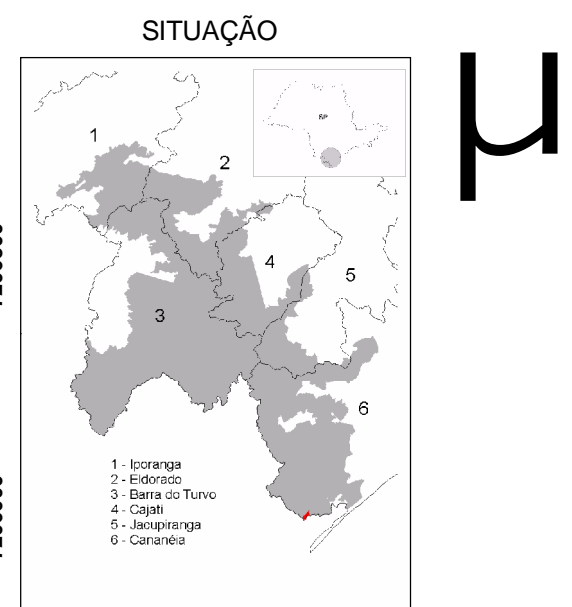 SITUAÇÃO
µ
SP
1
2
4
5
3
6
1 - Iporanga
2 - Eldorado
3 - Barra do Turvo
4 - Cajati
5 - Jacupiranga
6 - Cananéia